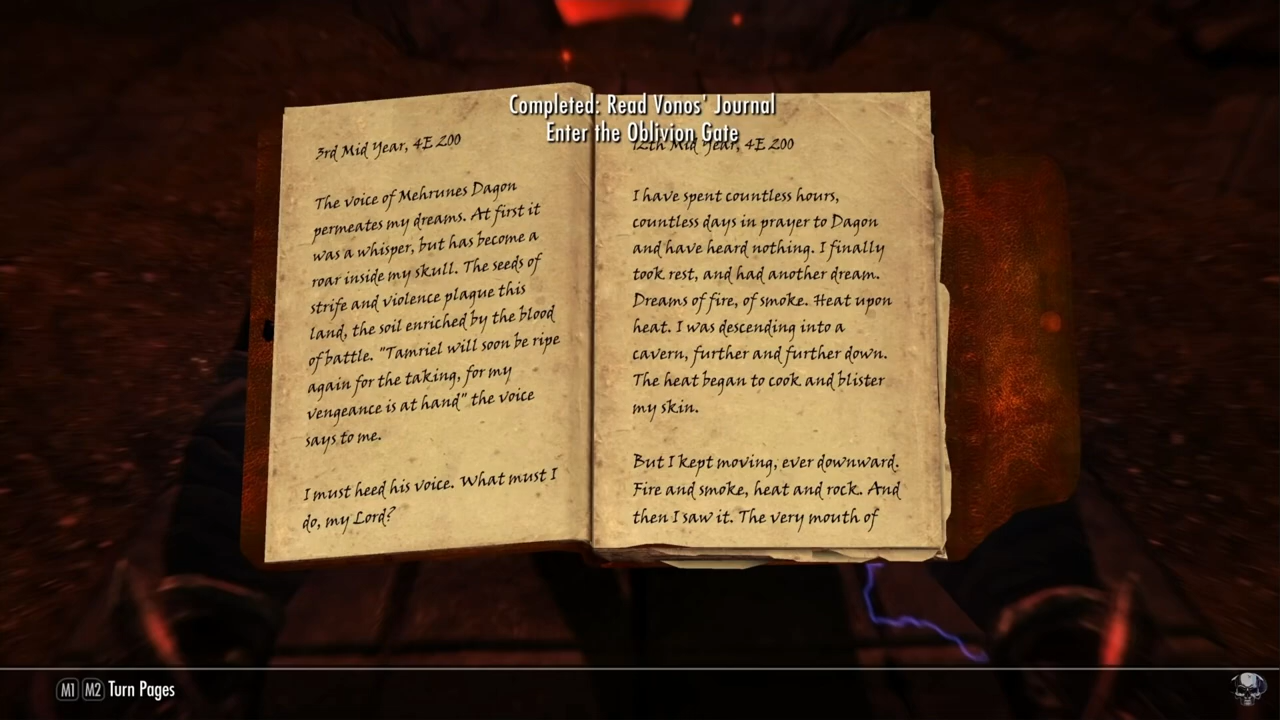 Completed: Read Vonos' Journal
Enter the Oblivion Gate
3rd Mid Year, 4E 200
The voice of Mehrunes Dagon
permeates my dreams. At first it
was a whisper, but has become a
roar inside my skull. The seeds of
strife and violence plague this
land, the soil enriched by the blood
of battle. "Tamriel will soon be ripe
again for the taking, for my
vengeance is at hand" the voice
says to me.
I must heed his voice. What must I
do, my Lord?
12th Mid Year, 4E 200
I have spent countless hours,
countless days in prayer to Dagon
and have heard nothing. I finally
took rest, and had another dream.
Dreams of fire, of smoke. Heat upon
heat. I was descending into a
cavern, further and further down.
The heat began to cook and blister
my skin.
But I kept moving, ever downward.
Fire and smoke, heat and rock. And
then I saw it. The very mouth of
M1 M2 Turn Pages